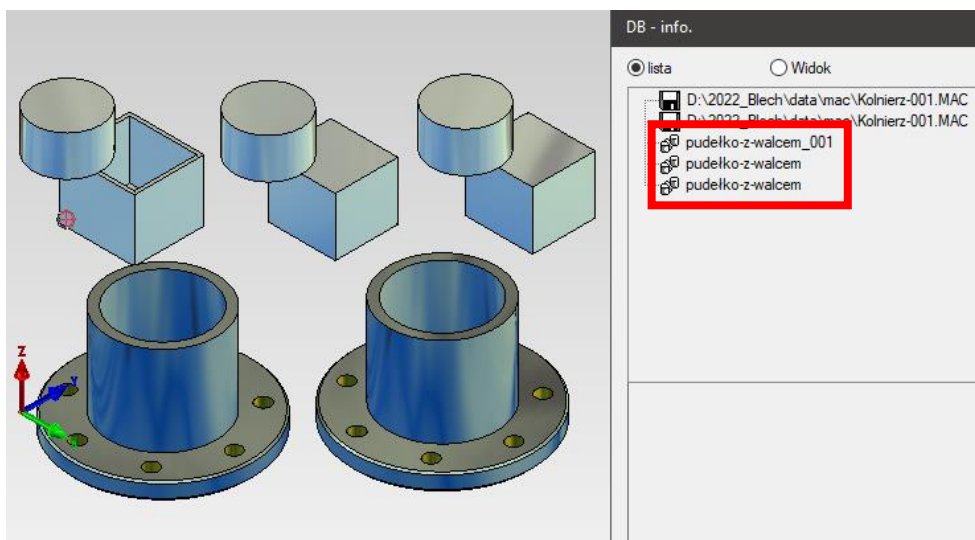 DB - info.
lista Widok
D:\2022_Blech\data\mac\Kolnierz-001.MAC
D:\2022_Blech\data\mac\Kolnierz-001.MAC
pudełko-z-walcem_001
pudełko-z-walcem
pudełko-z-walcem
Z
Y